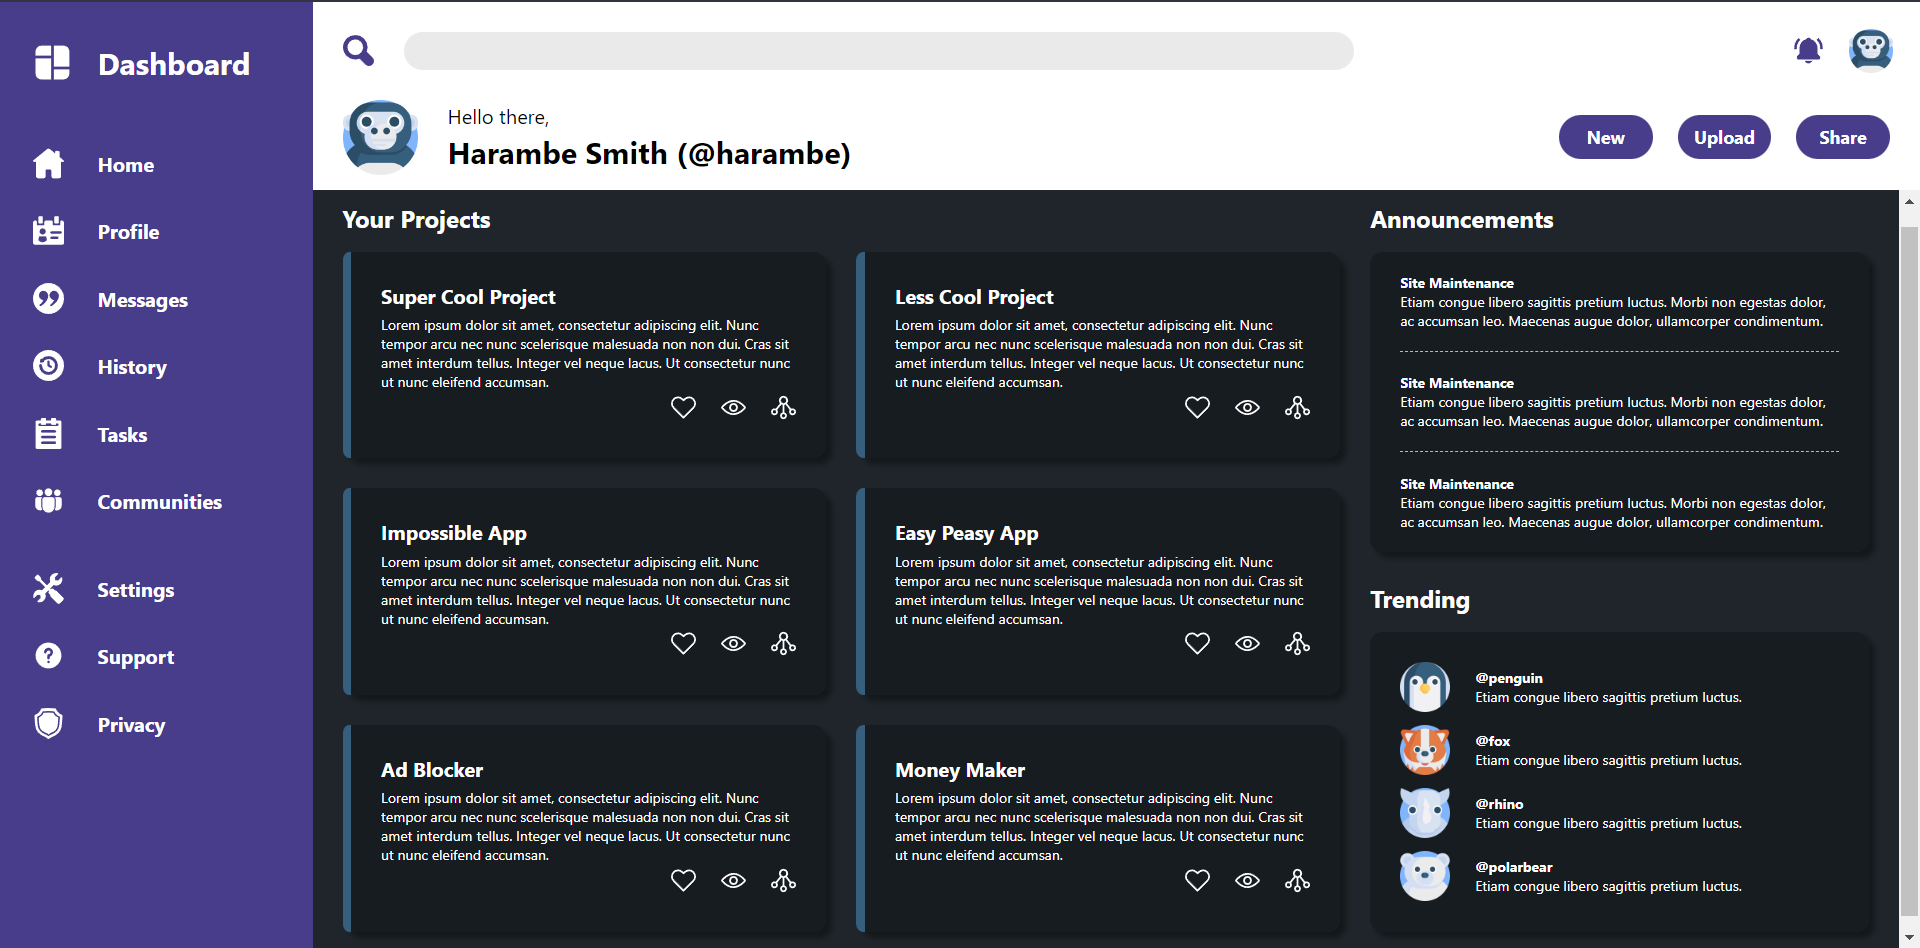 Dashboard
Home
Profile
Messages
History
Tasks
Communities
Settings
Support
Privacy
Hello there,
Harambe Smith (@harambe)
New
Upload
Share
Your Projects
Super Cool Project
Lorem ipsum dolor sit amet, consectetur adipiscing elit. Nunc
tempor arcu nec nunc scelerisque malesuada non non dui. Cras sit
amet interdum tellus. Integer vel neque lacus. Ut consectetur nunc
ut nunc eleifend accumsan.
Less Cool Project
Lorem ipsum dolor sit amet, consectetur adipiscing elit. Nunc
tempor arcu nec nunc scelerisque malesuada non non dui. Cras sit
amet interdum tellus. Integer vel neque lacus. Ut consectetur nunc
ut nunc eleifend accumsan.
Impossible App
Lorem ipsum dolor sit amet, consectetur adipiscing elit. Nunc
tempor arcu nec nunc scelerisque malesuada non non dui. Cras sit
amet interdum tellus. Integer vel neque lacus. Ut consectetur nunc
ut nunc eleifend accumsan.
Easy Peasy App
Lorem ipsum dolor sit amet, consectetur adipiscing elit. Nunc
tempor arcu nec nunc scelerisque malesuada non non dui. Cras sit
amet interdum tellus. Integer vel neque lacus. Ut consectetur nunc
ut nunc eleifend accumsan.
Ad Blocker
Lorem ipsum dolor sit amet, consectetur adipiscing elit. Nunc
tempor arcu nec nunc scelerisque malesuada non non dui. Cras sit
amet interdum tellus. Integer vel neque lacus. Ut consectetur nunc
ut nunc eleifend accumsan.
Money Maker
Lorem ipsum dolor sit amet, consectetur adipiscing elit. Nunc
tempor arcu nec nunc scelerisque malesuada non non dui. Cras sit
amet interdum tellus. Integer vel neque lacus. Ut consectetur nunc
ut nunc eleifend accumsan.
Announcements
Site Maintenance
Etiam congue libero sagittis pretium luctus. Morbi non egestas dolor,
ac accumsan leo. Maecenas augue dolor, ullamcorper condimentum.
Site Maintenance
Etiam congue libero sagittis pretium luctus. Morbi non egestas dolor,
ac accumsan leo. Maecenas augue dolor, ullamcorper condimentum.
Site Maintenance
Etiam congue libero sagittis pretium luctus. Morbi non egestas dolor,
ac accumsan leo. Maecenas augue dolor, ullamcorper condimentum.
Trending
@penguin
Etiam congue libero sagittis pretium luctus.
@fox
Etiam congue libero sagittis pretium luctus.
@rhino
Etiam congue libero sagittis pretium luctus.
@polarbear
Etiam congue libero sagittis pretium luctus.